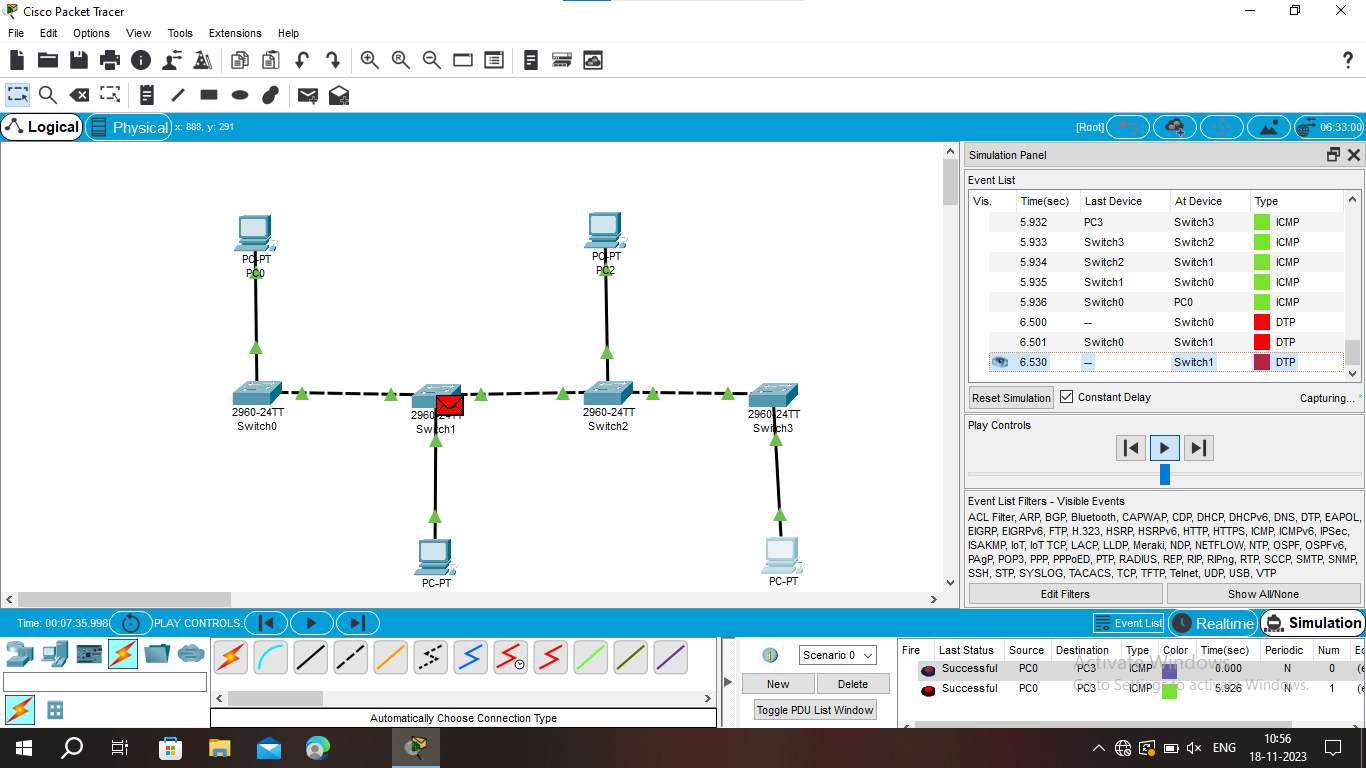 Cisco Packet Tracer
File Edit Options View Tools Extensions Help
?
Logical Physical x: 888, y: 291 [Root] 06:33:00
Simulation Panel
Event List
Vis. Time(sec) Last Device At Device Type
5.932 PC3 Switch3 ICMP
5.933 Switch3 Switch2 ICMP
5.934 Switch2 Switch1 ICMP
5.935 Switch1 Switch0 ICMP
5.936 Switch0 PC0 ICMP
6.500 -- Switch0 DTP
6.501 Switch0 Switch1 DTP
6.530 -- Switch1 DTP
Reset Simulation Constant Delay Capturing... *
Play Controls
Event List Filters - Visible Events
ACL Filter, ARP, BGP, Bluetooth, CAPWAP, CDP, DHCP, DHCPv6, DNS, DTP, EAPOL,
EIGRP, EIGRPv6, FTP, H.323, HSRP, HSRPv6, HTTP, HTTPS, ICMP, ICMPv6, IPSec,
ISAKMP, IoT, IoT TCP, LACP, LLDP, Meraki, NDP, NETFLOW, NTP, OSPF, OSPFv6,
PAgP, POP3, PPP, PPPoED, PTP, RADIUS, REP, RIP, RIPng, RTP, SCCP, SMTP, SNMP,
SSH, STP, SYSLOG, TACACS, TCP, TFTP, Telnet, UDP, USB, VTP
Edit Filters Show All/None
PC-PT
PC0
PC-PT
PC2
2960-24TT
Switch0
2960-24TT
Switch1
2960-24TT
Switch2
2960-24TT
Switch3
PC-PT
PC-PT
Time: 00:07:35.998 PLAY CONTROLS: Event List Realtime Simulation
Automatically Choose Connection Type
Scenario 0
New Delete
Toggle PDU List Window
Fire Last Status Source Destination Type Color Time(sec) Periodic Num Ec
Successful PC0 PC3 ICMP 0.000 N 0 (e
Successful PC0 PC3 ICMP 5.926 N 1 (e
Activate Windows
Go to Settings to activate Windows.
ENG
10:56
18-11-2023